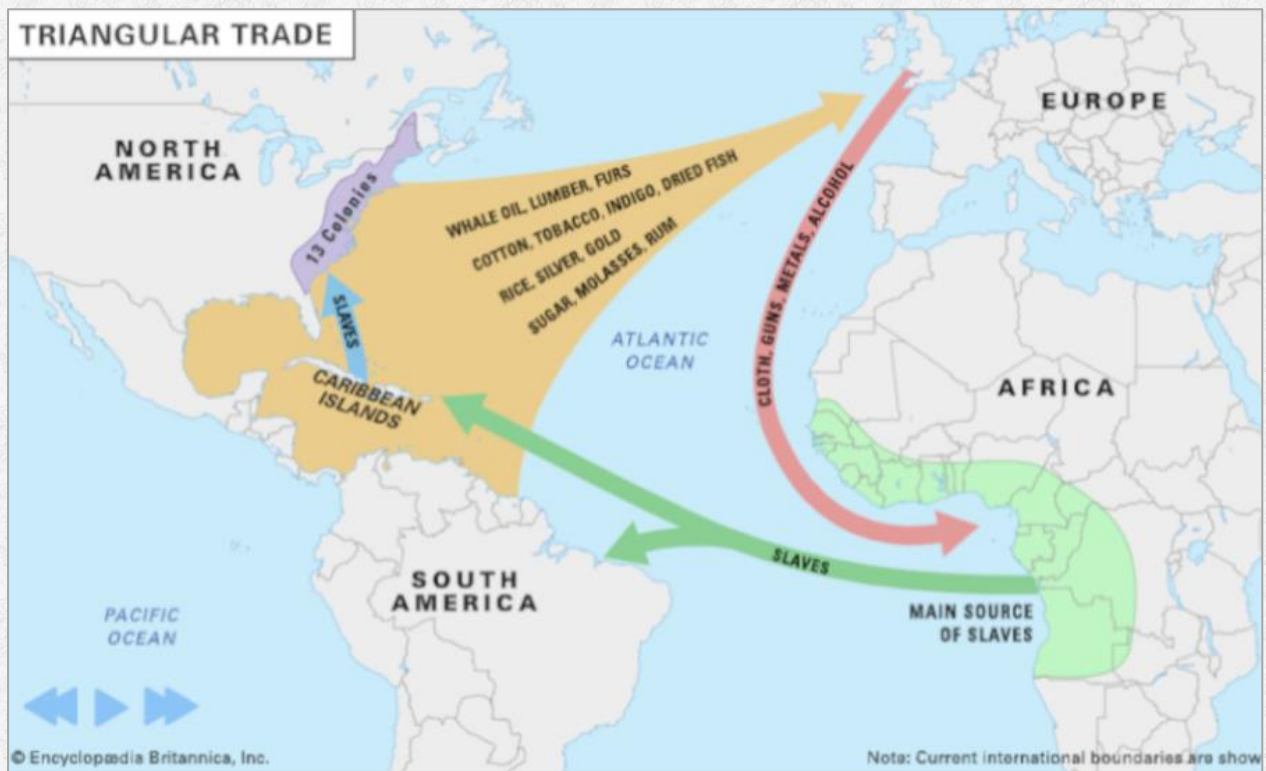 TRIANGULAR TRADE
NORTH
AMERICA
EUROPE
13 Colonies
WHALE OIL, LUMBER, FURS
COTTON, TOBACCO, INDIGO, DRIED FISH
RICE, SILVER, GOLD
SUGAR, MOLASSES, RUM
CLOTH, GUNS, METALS, ALCOHOL
SLAVES
ATLANTIC
OCEAN
CARIBBEAN
ISLANDS
AFRICA
SLAVES
SOUTH
AMERICA
MAIN SOURCE
OF SLAVES
PACIFIC
OCEAN
© Encyclopædia Britannica, Inc.
Note: Current international boundaries are show